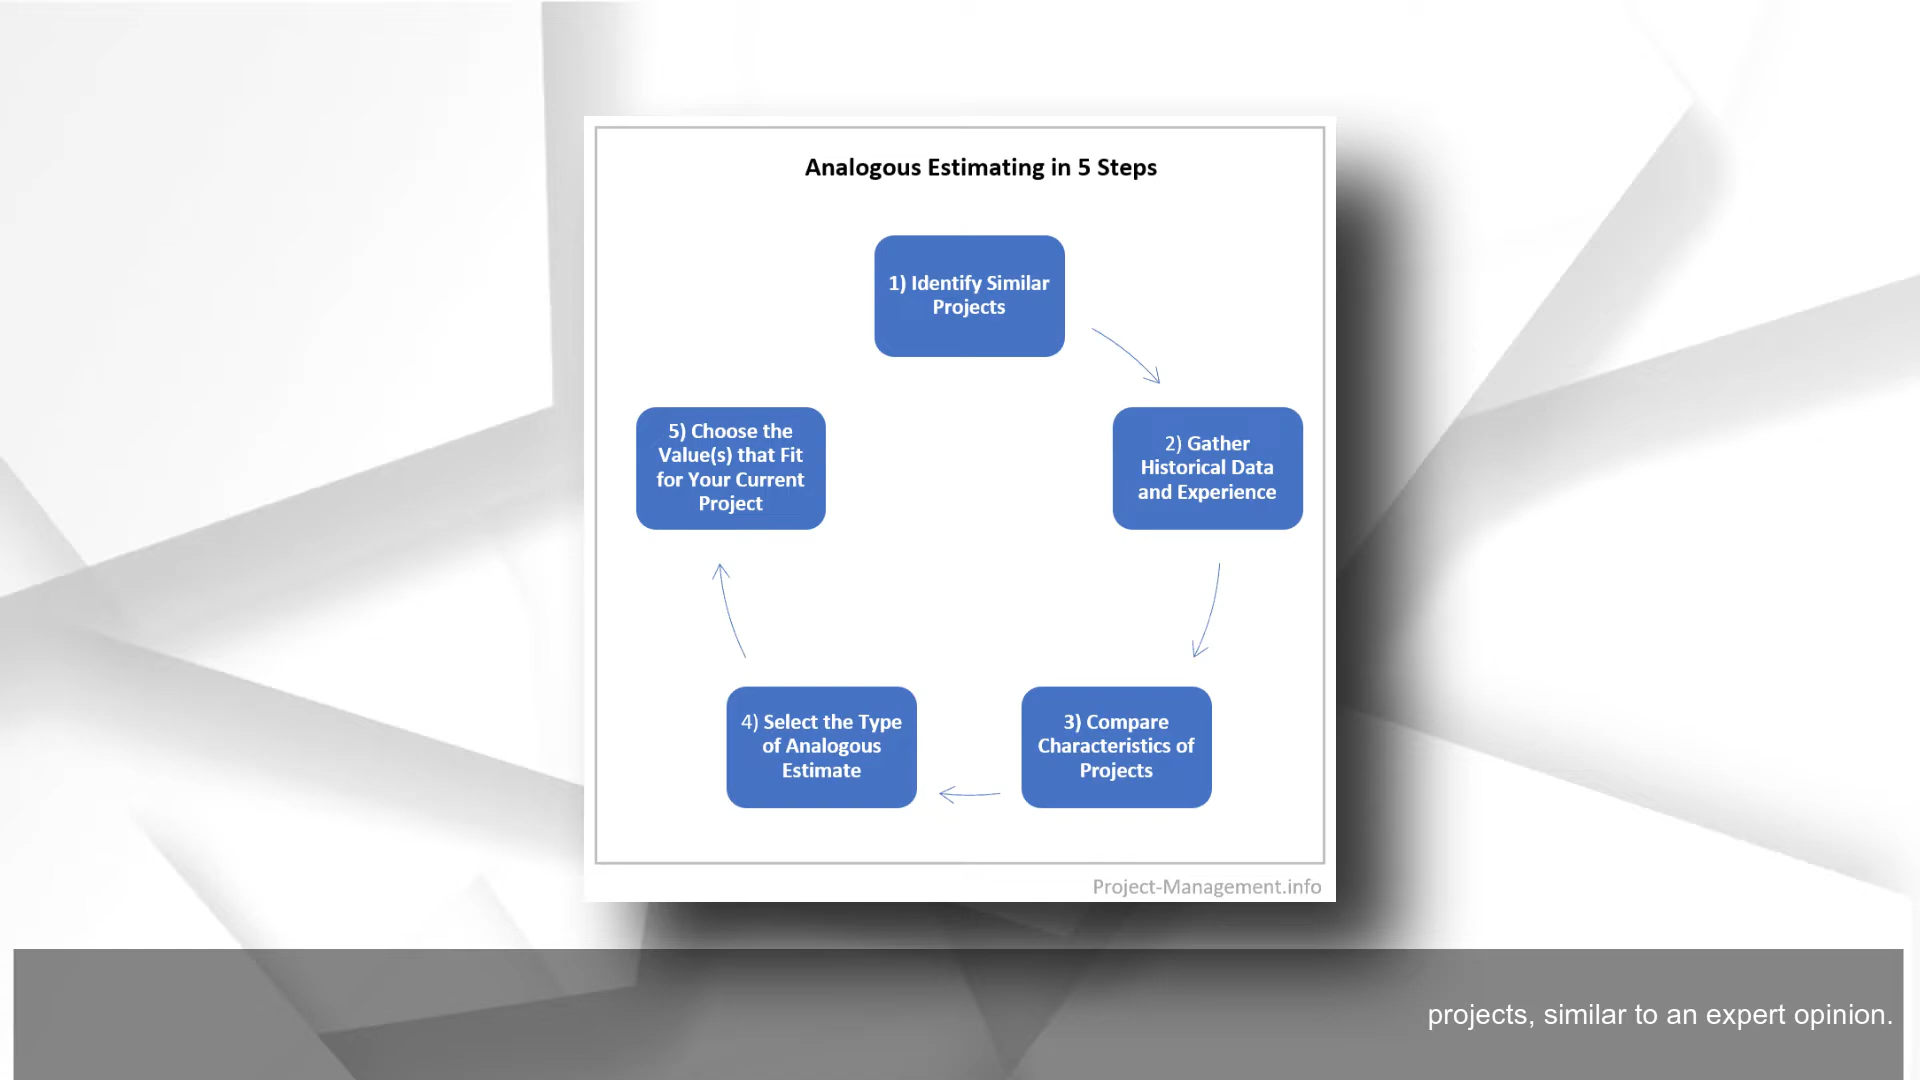 Analogous Estimating in 5 Steps
1) Identify Similar
Projects
2) Gather
Historical Data
and Experience
3) Compare
Characteristics of
Projects
4) Select the Type
of Analogous
Estimate
5) Choose the
Value(s) that Fit
for Your Current
Project
Project-Management.info
projects, similar to an expert opinion.